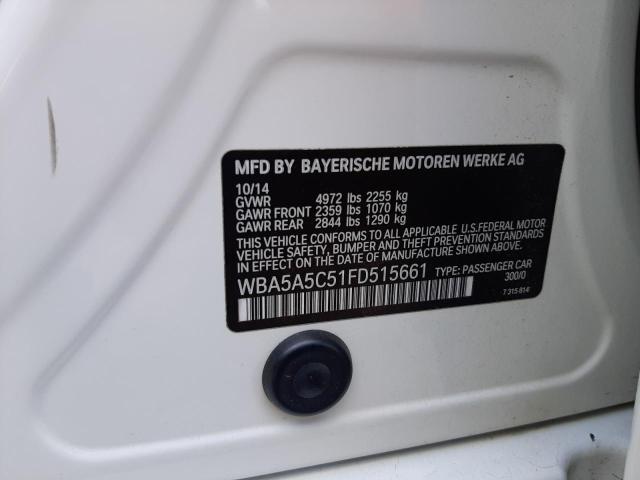 MFD BY BAYERISCHE MOTOREN WERKE AG
10/14
GVWR 4972 lbs 2255 kg
GAWR FRONT 2359 lbs 1070 kg
GAWR REAR 2844 lbs 1290 kg
THIS VEHICLE CONFORMS TO ALL APPLICABLE U.S.FEDERAL MOTOR
VEHICLE SAFETY, BUMPER AND THEFT PREVENTION STANDARDS
IN EFFECT ON THE DATE OF MANUFACTURE SHOWN ABOVE.
WBA5A5C51FD515661 TYPE: PASSENGER CAR
300/0
7 315 814